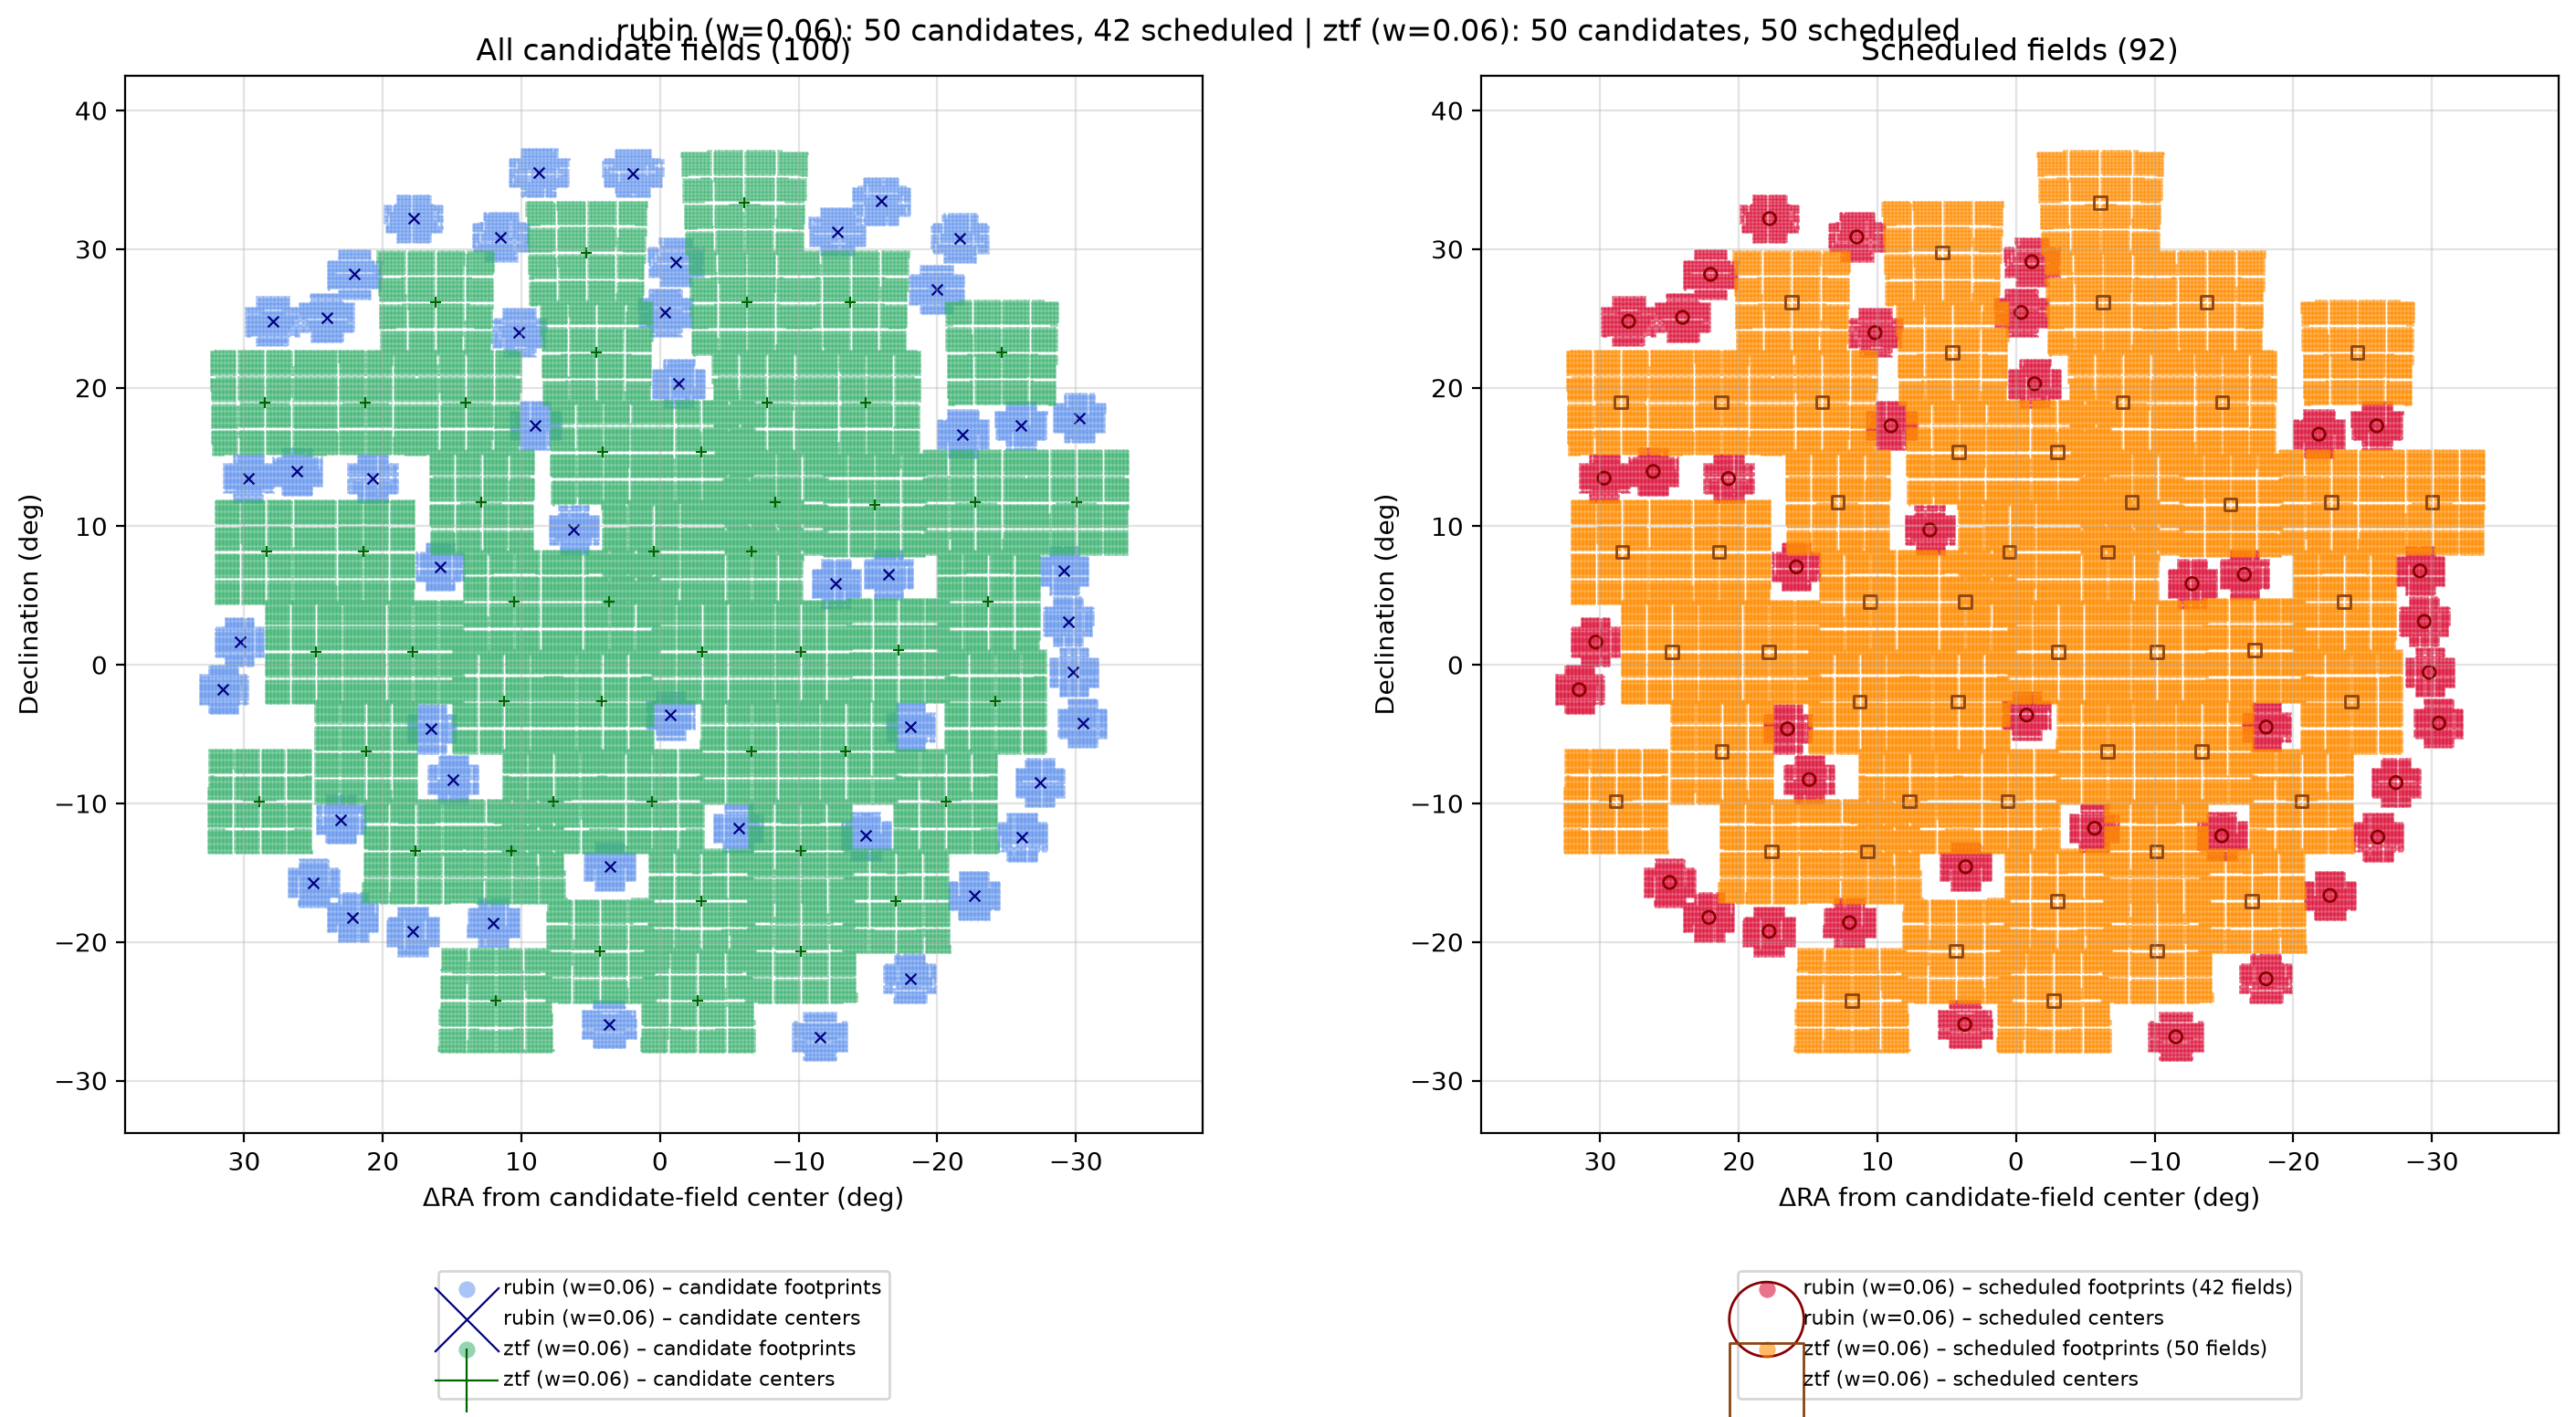 rubin (w=0.06): 50 candidates, 42 scheduled | ztf (w=0.06): 50 candidates, 50 scheduled
All candidate fields (100)
40
30
20
10
0
−10
−20
−30
Declination (deg)
30 20 10 0 −10 −20 −30
ΔRA from candidate-field center (deg)
rubin (w=0.06) – candidate footprints
rubin (w=0.06) – candidate centers
ztf (w=0.06) – candidate footprints
ztf (w=0.06) – candidate centers
Scheduled fields (92)
40
30
20
10
0
−10
−20
−30
Declination (deg)
30 20 10 0 −10 −20 −30
ΔRA from candidate-field center (deg)
rubin (w=0.06) – scheduled footprints (42 fields)
rubin (w=0.06) – scheduled centers
ztf (w=0.06) – scheduled footprints (50 fields)
ztf (w=0.06) – scheduled centers